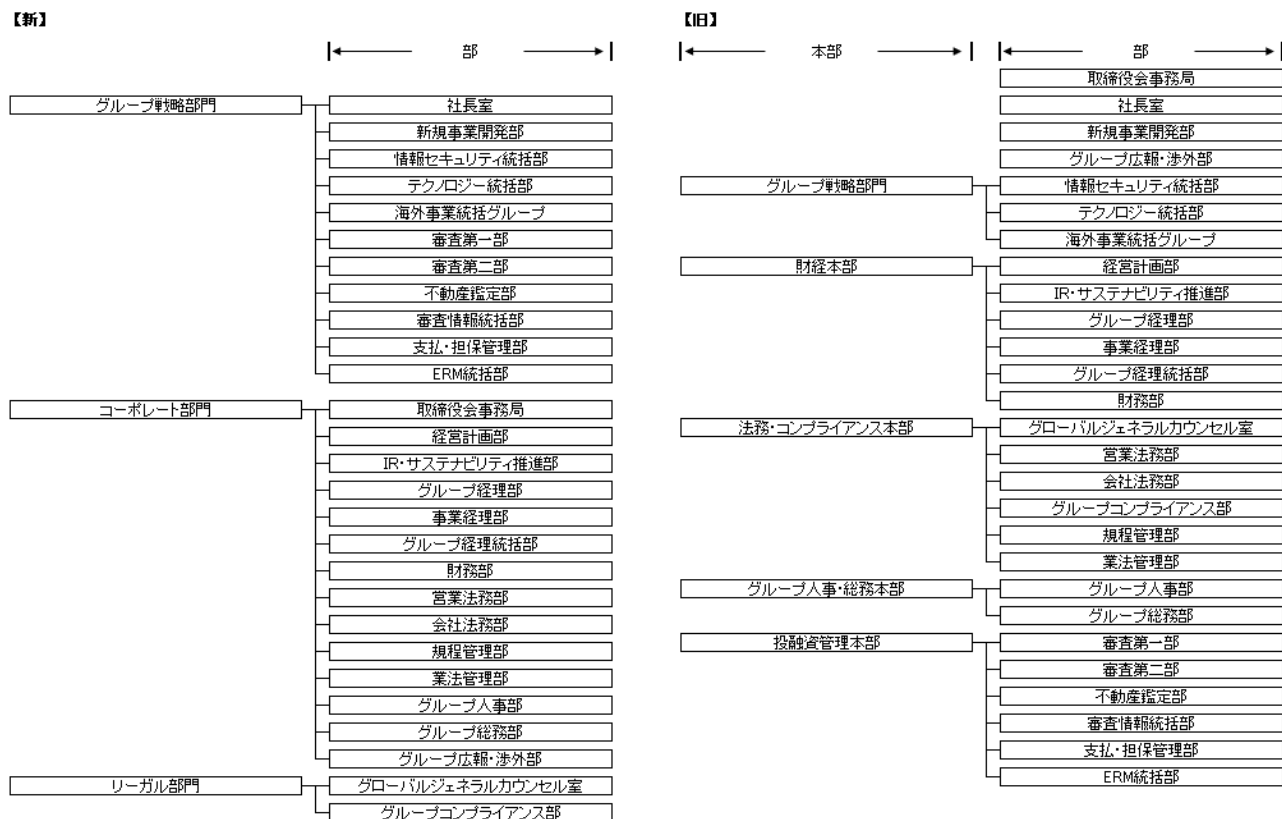 【新】
部
グループ戦略部門
社長室
新規事業開発部
情報セキュリティ統括部
テクノロジー統括部
海外事業統括グループ
審査第一部
審査第二部
不動産鑑定部
審査情報統括部
支払・担保管理部
ERM統括部
コーポレート部門
取締役会事務局
経営計画部
IR・サステナビリティ推進部
グループ経理部
事業経理部
グループ経理統括部
財務部
営業法務部
会社法務部
規程管理部
業法管理部
グループ人事部
グループ総務部
グループ広報・渉外部
リーガル部門
グローバルジェネラルカウンセル室
グループコンプライアンス部
【旧】
本部
部
取締役会事務局
社長室
新規事業開発部
グループ広報・渉外部
グループ戦略部門
情報セキュリティ統括部
テクノロジー統括部
海外事業統括グループ
財経本部
経営計画部
IR・サステナビリティ推進部
グループ経理部
事業経理部
グループ経理統括部
財務部
法務・コンプライアンス本部
グローバルジェネラルカウンセル室
営業法務部
会社法務部
グループコンプライアンス部
規程管理部
業法管理部
グループ人事・総務本部
グループ人事部
グループ総務部
投融資管理本部
審査第一部
審査第二部
不動産鑑定部
審査情報統括部
支払・担保管理部
ERM統括部